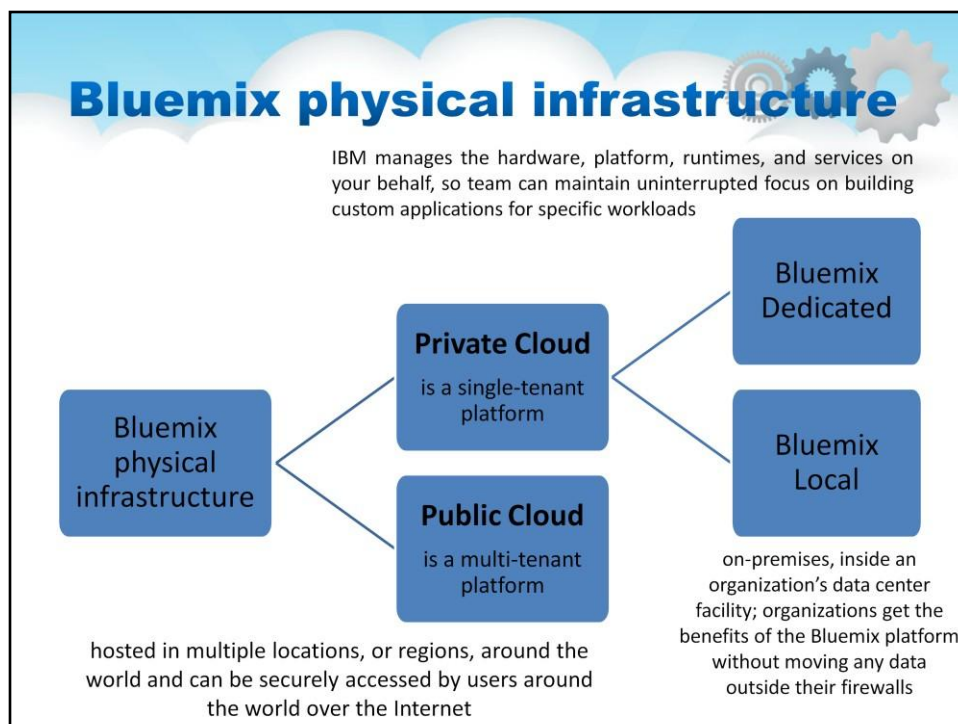 Bluemix physical infrastructure
IBM manages the hardware, platform, runtimes, and services on
your behalf, so team can maintain uninterrupted focus on building
custom applications for specific workloads
Bluemix
Dedicated
Private Cloud
is a single-tenant
platform
Bluemix
physical
infrastructure
Bluemix
Local
Public Cloud
is a multi-tenant
platform
on-premises, inside an
organization’s data center
facility; organizations get the
benefits of the Bluemix platform
without moving any data
outside their firewalls
hosted in multiple locations, or regions, around the
world and can be securely accessed by users around
the world over the Internet